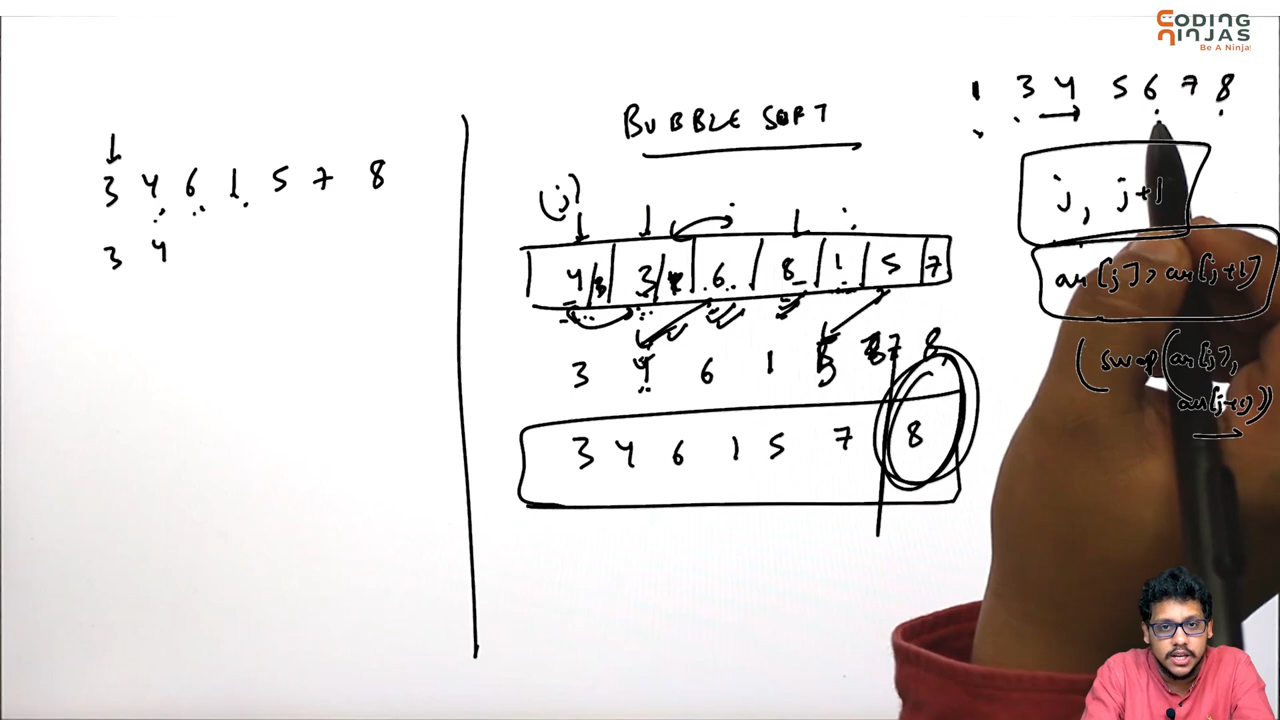 CODING
NINJAS
Be A Ninja
1 3 4 5 6 7 8
BUBBLE SORT
3 4 6 1 5 7 8
3 4
(j)
j, j+1
4 3 6 8 1 5 7
arr[j] > arr[j+1]
3 4 6 1 5 7 8
(swap(arr[j],
arr[j+1]))
3 4 6 1 5 7 8